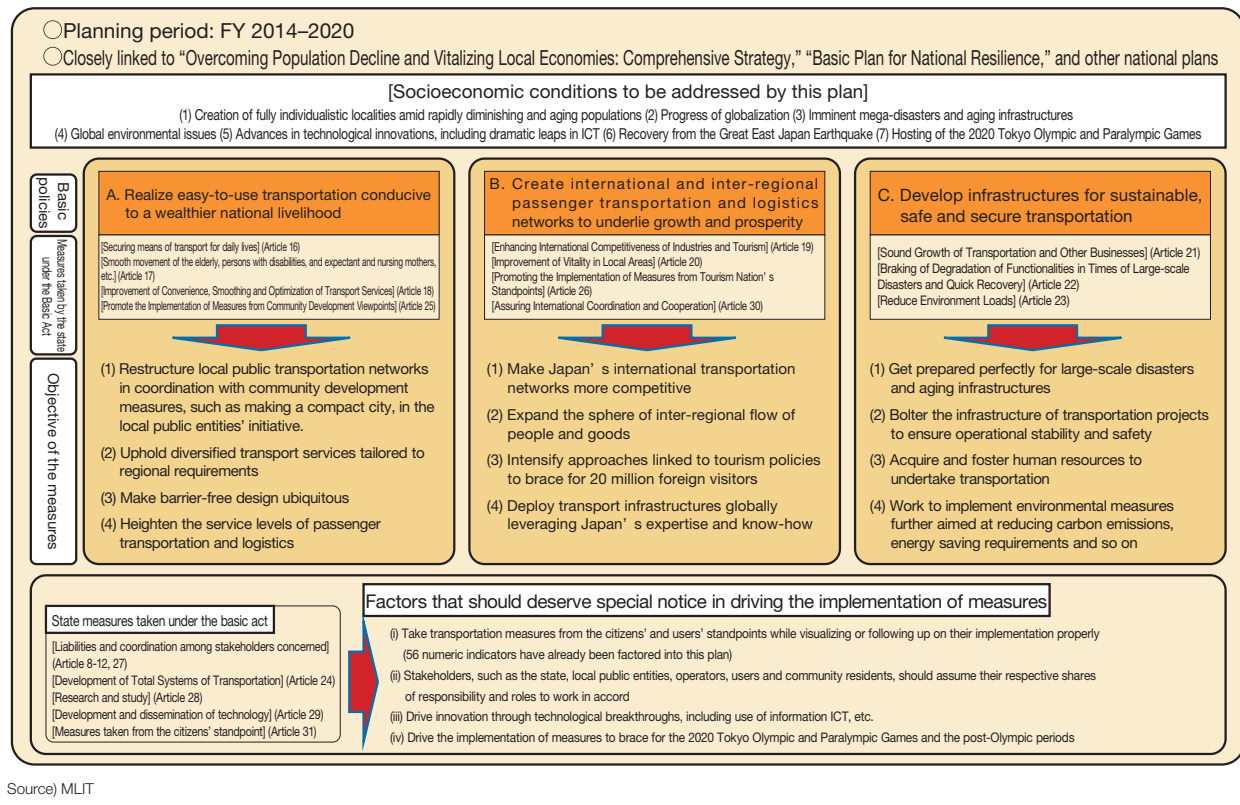 ○Planning period: FY 2014–2020
○Closely linked to “Overcoming Population Decline and Vitalizing Local Economies: Comprehensive Strategy,” “Basic Plan for National Resilience,” and other national plans
[Socioeconomic conditions to be addressed by this plan]
(1) Creation of fully individualistic localities amid rapidly diminishing and aging populations (2) Progress of globalization (3) Imminent mega-disasters and aging infrastructures
(4) Global environmental issues (5) Advances in technological innovations, including dramatic leaps in ICT (6) Recovery from the Great East Japan Earthquake (7) Hosting of the 2020 Tokyo Olympic and Paralympic Games
Basic
policies
A. Realize easy-to-use transportation conducive
to a wealthier national livelihood
B. Create international and inter-regional
passenger transportation and logistics
networks to underlie growth and prosperity
C. Develop infrastructures for sustainable,
safe and secure transportation
Measures taken by the state
under the Basic Act
[Securing means of transport for daily lives] (Article 16)
[Smooth movement of the elderly, persons with disabilities, and expectant and nursing mothers,
etc.] (Article 17)
[Improvement of Convenience, Smoothing and Optimization of Transport Services] (Article 18)
[Promote the Implementation of Measures from Community Development Viewpoints] (Article 25)
[Enhancing International Competitiveness of Industries and Tourism] (Article 19)
[Improvement of Vitality in Local Areas] (Article 20)
[Promoting the Implementation of Measures from Tourism Nation’ s
Standpoints] (Article 26)
[Assuring International Coordination and Cooperation] (Article 30)
[Sound Growth of Transportation and Other Businesses] (Article 21)
[Braking of Degradation of Functionalities in Times of Large-scale
Disasters and Quick Recovery] (Article 22)
[Reduce Environment Loads] (Article 23)
Objective of the measures
(1) Restructure local public transportation networks
in coordination with community development
measures, such as making a compact city, in the
local public entities’ initiative.
(2) Uphold diversified transport services tailored to
regional requirements
(3) Make barrier-free design ubiquitous
(4) Heighten the service levels of passenger
transportation and logistics
(1) Make Japan’ s international transportation
networks more competitive
(2) Expand the sphere of inter-regional flow of
people and goods
(3) Intensify approaches linked to tourism policies
to brace for 20 million foreign visitors
(4) Deploy transport infrastructures globally
leveraging Japan’ s expertise and know-how
(1) Get prepared perfectly for large-scale disasters
and aging infrastructures
(2) Bolter the infrastructure of transportation projects
to ensure operational stability and safety
(3) Acquire and foster human resources to
undertake transportation
(4) Work to implement environmental measures
further aimed at reducing carbon emissions,
energy saving requirements and so on
State measures taken under the basic act
[Liabilities and coordination among stakeholders concerned]
(Article 8-12, 27)
[Development of Total Systems of Transportation] (Article 24)
[Research and study] (Article 28)
[Development and dissemination of technology] (Article 29)
[Measures taken from the citizens’ standpoint] (Article 31)
Factors that should deserve special notice in driving the implementation of measures
(i) Take transportation measures from the citizens’ and users’ standpoints while visualizing or following up on their implementation properly
(56 numeric indicators have already been factored into this plan)
(ii) Stakeholders, such as the state, local public entities, operators, users and community residents, should assume their respective shares
of responsibility and roles to work in accord
(iii) Drive innovation through technological breakthroughs, including use of information ICT, etc.
(iv) Drive the implementation of measures to brace for the 2020 Tokyo Olympic and Paralympic Games and the post-Olympic periods
Source) MLIT